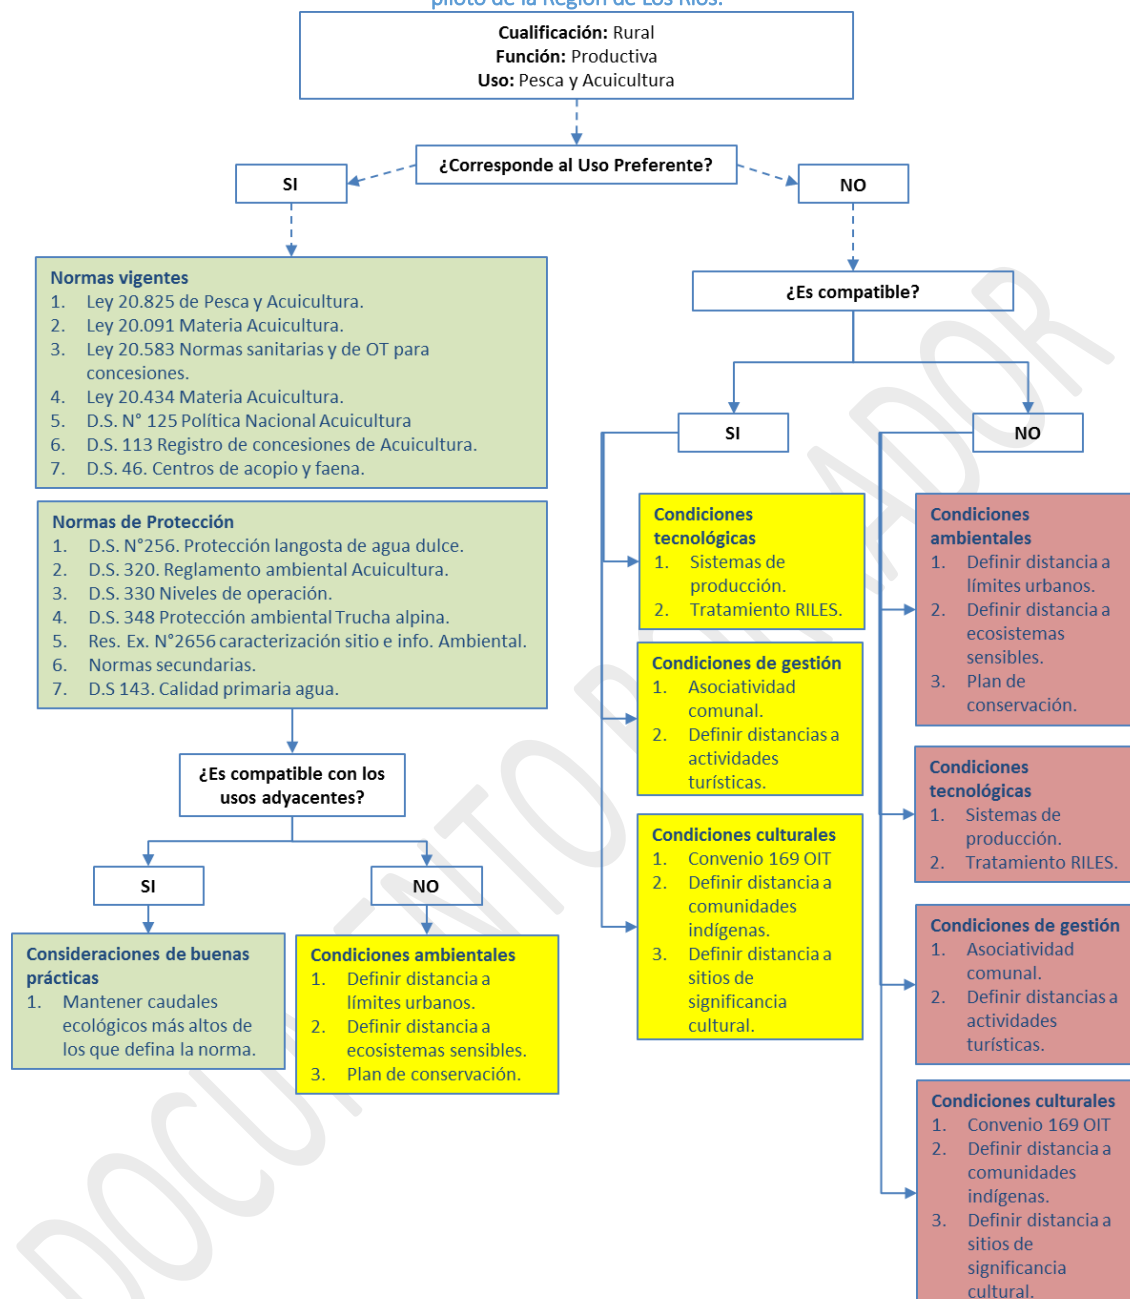 piloto de la Región de Los Ríos.
Cualificación: Rural
Función: Productiva
Uso: Pesca y Acuicultura
¿Corresponde al Uso Preferente?
SI
NO
Normas vigentes
1. Ley 20.825 de Pesca y Acuicultura.
2. Ley 20.091 Materia Acuicultura.
3. Ley 20.583 Normas sanitarias y de OT para
concesiones.
4. Ley 20.434 Materia Acuicultura.
5. D.S. N° 125 Política Nacional Acuicultura
6. D.S. 113 Registro de concesiones de Acuicultura.
7. D.S. 46. Centros de acopio y faena.
Normas de Protección
1. D.S. N°256. Protección langosta de agua dulce.
2. D.S. 320. Reglamento ambiental Acuicultura.
3. D.S. 330 Niveles de operación.
4. D.S. 348 Protección ambiental Trucha alpina.
5. Res. Ex. N°2656 caracterización sitio e info. Ambiental.
6. Normas secundarias.
7. D.S 143. Calidad primaria agua.
¿Es compatible con los
usos adyacentes?
SI
NO
Consideraciones de buenas
prácticas
1. Mantener caudales
ecológicos más altos de
los que defina la norma.
Condiciones ambientales
1. Definir distancia a
límites urbanos.
2. Definir distancia a
ecosistemas sensibles.
3. Plan de conservación.
¿Es compatible?
SI
NO
Condiciones
tecnológicas
1. Sistemas de
producción.
2. Tratamiento RILES.
Condiciones de gestión
1. Asociatividad
comunal.
2. Definir distancias a
actividades
turísticas.
Condiciones culturales
1. Convenio 169 OIT
2. Definir distancia a
comunidades
indígenas.
3. Definir distancia a
sitios de
significancia
cultural.
Condiciones
ambientales
1. Definir distancia a
límites urbanos.
2. Definir distancia a
ecosistemas
sensibles.
3. Plan de
conservación.
Condiciones
tecnológicas
1. Sistemas de
producción.
2. Tratamiento RILES.
Condiciones de gestión
1. Asociatividad
comunal.
2. Definir distancias a
actividades
turísticas.
Condiciones culturales
1. Convenio 169 OIT
2. Definir distancia a
comunidades
indígenas.
3. Definir distancia a
sitios de
significancia
cultural.